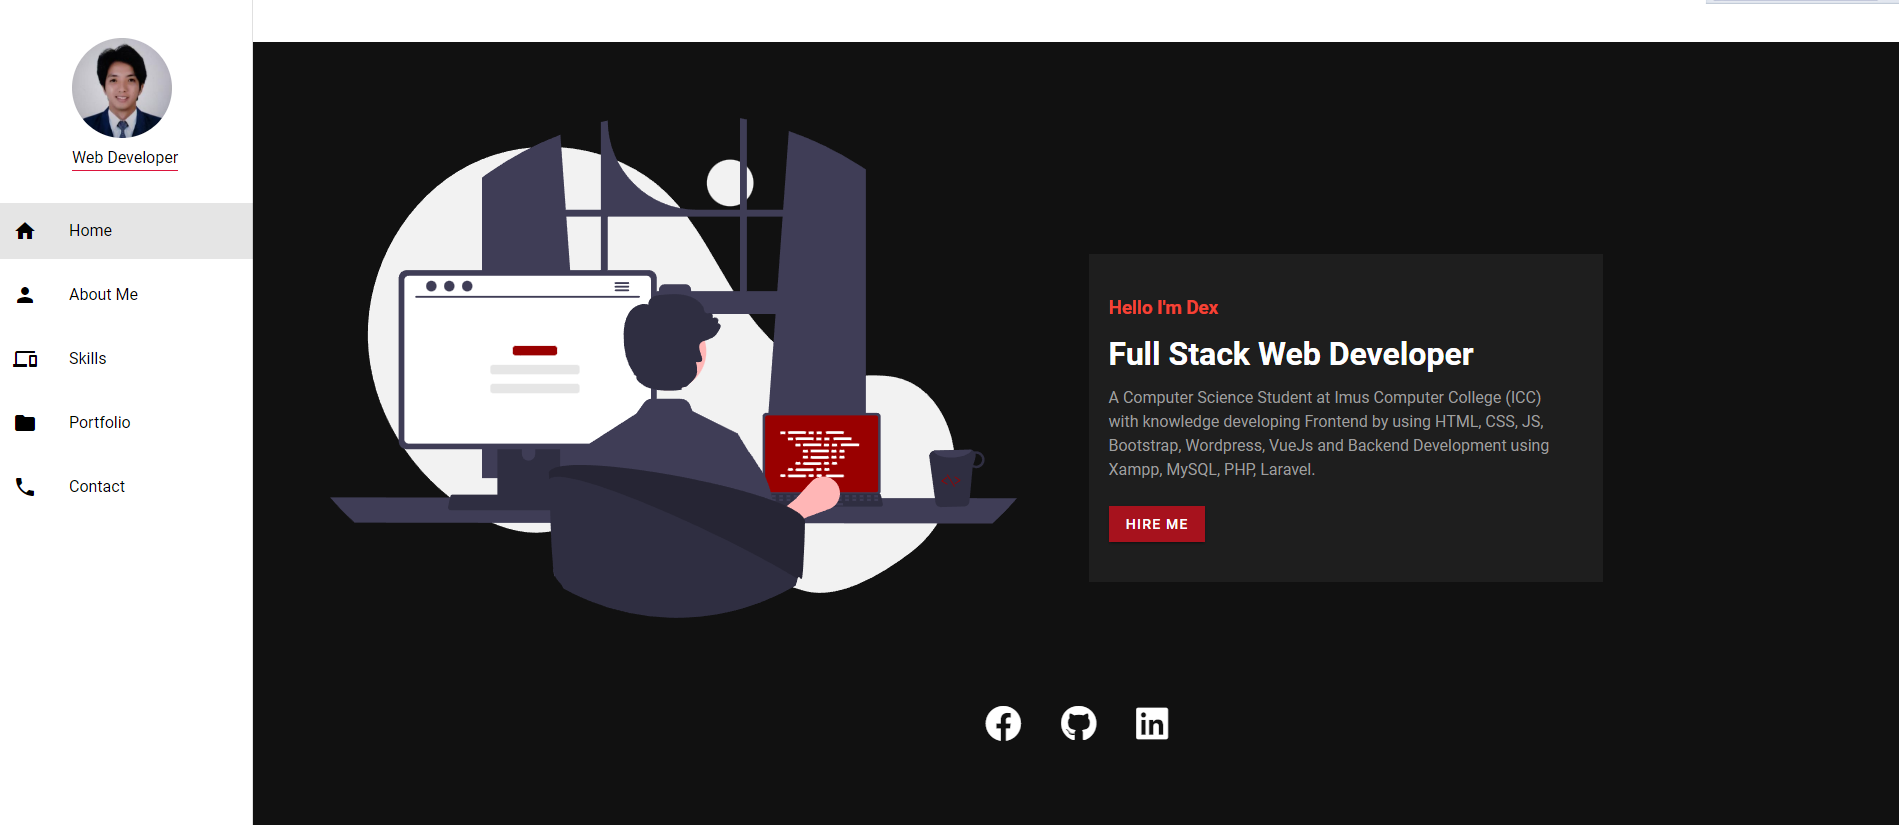 Web Developer
Home
About Me
Skills
Portfolio
Contact
Hello I'm Dex
Full Stack Web Developer
A Computer Science Student at Imus Computer College (ICC)
with knowledge developing Frontend by using HTML, CSS, JS,
Bootstrap, Wordpress, VueJs and Backend Development using
Xampp, MySQL, PHP, Laravel.
HIRE ME